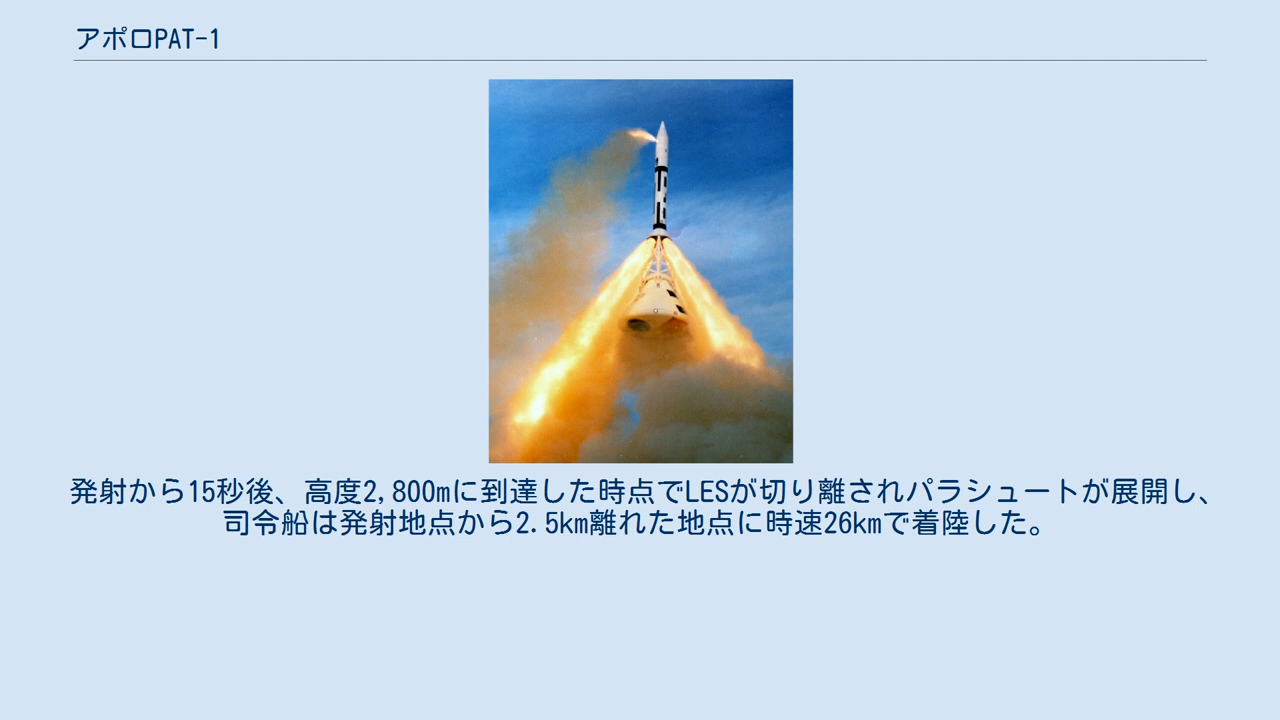 アポロPAT-1
発射から15秒後、高度2,800mに到達した時点でLESが切り離されパラシュートが展開し、
司令船は発射地点から2.5km離れた地点に時速26kmで着陸した。